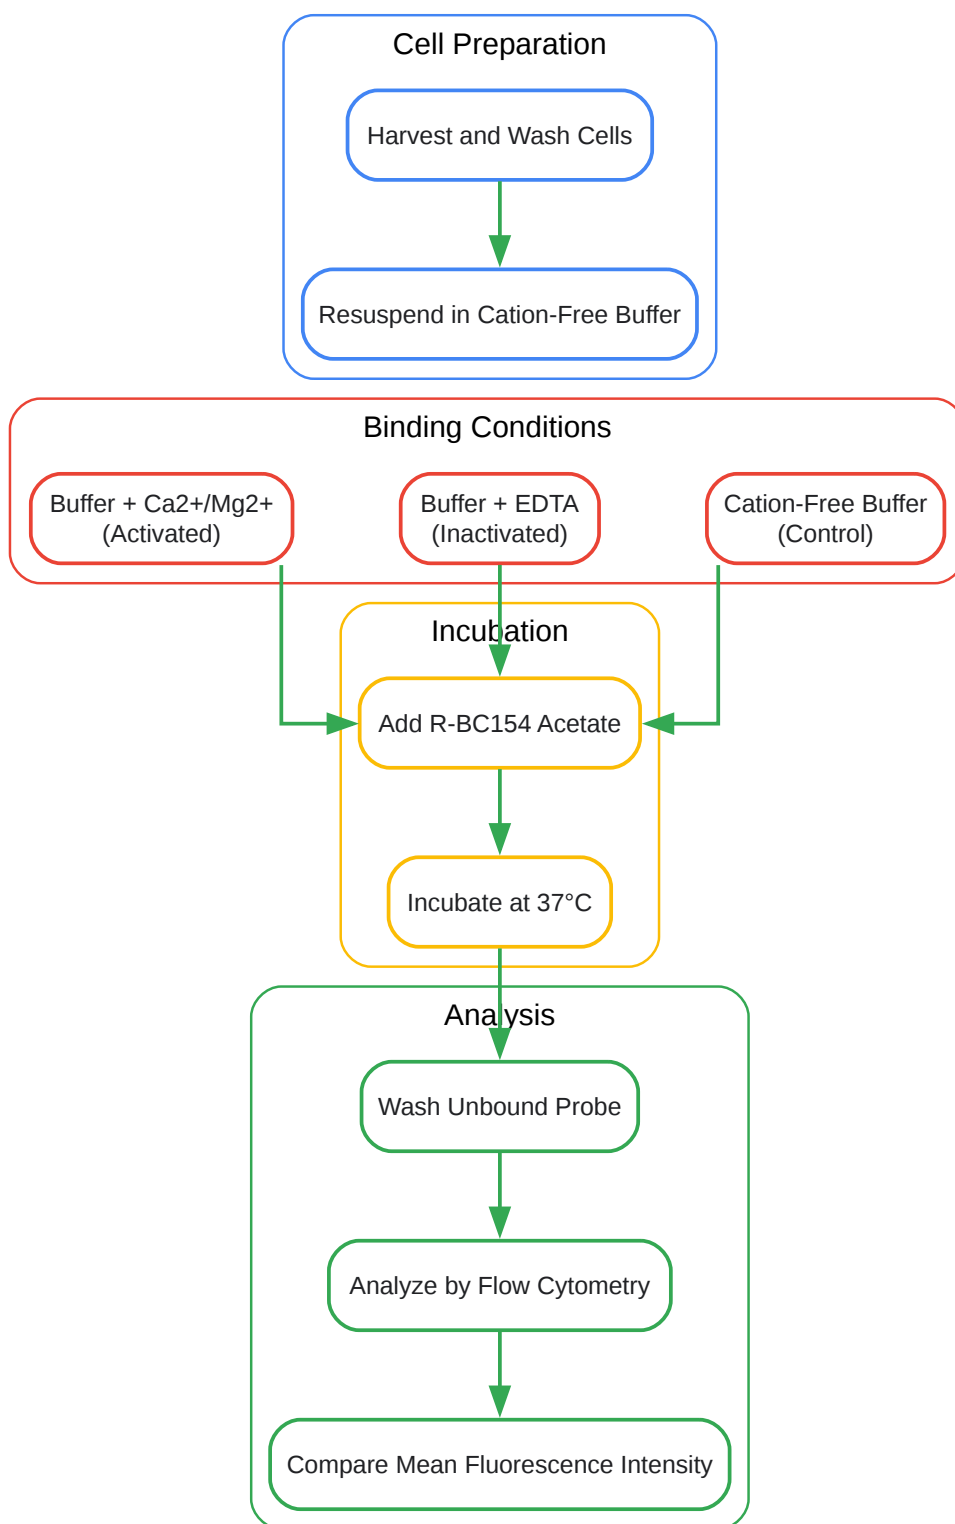 Cell Preparation
Harvest and Wash Cells
Resuspend in Cation-Free Buffer
Binding Conditions
Buffer + Ca2+/Mg2+
(Activated)
Buffer + EDTA
(Inactivated)
Cation-Free Buffer
(Control)
Incubation
Add R-BC154 Acetate
Incubate at 37°C
Analysis
Wash Unbound Probe
Analyze by Flow Cytometry
Compare Mean Fluorescence Intensity